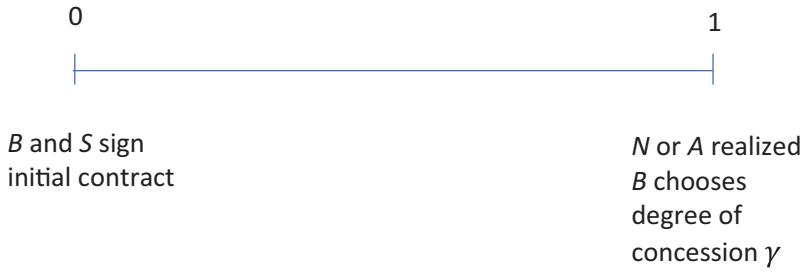 0
1
B and S sign
initial contract
N or A realized
B chooses
degree of
concession γ